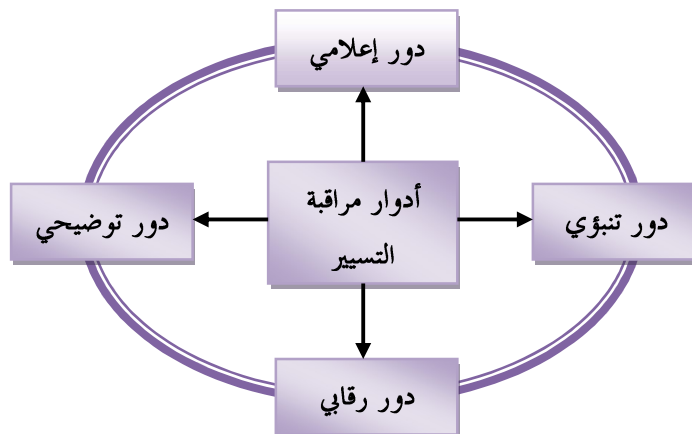 دور إعلامي
أدوار مراقبة
التسيير
دور تنبؤي
دور توضيحي
دور رقابي